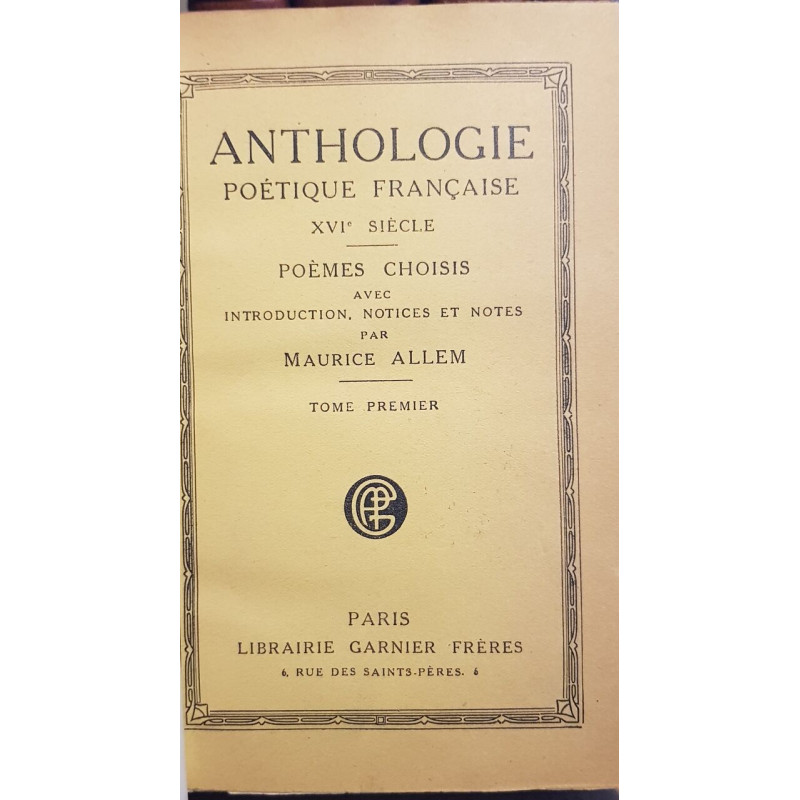 ANTHOLOGIE
POÉTIQUE FRANÇAISE
XVIᵉ SIÈCLE
POÈMES CHOISIS
AVEC
INTRODUCTION, NOTICES ET NOTES
PAR
MAURICE ALLEM
TOME PREMIER
PARIS
LIBRAIRIE GARNIER FRÈRES
6, RUE DES SAINTS-PÈRES. 6